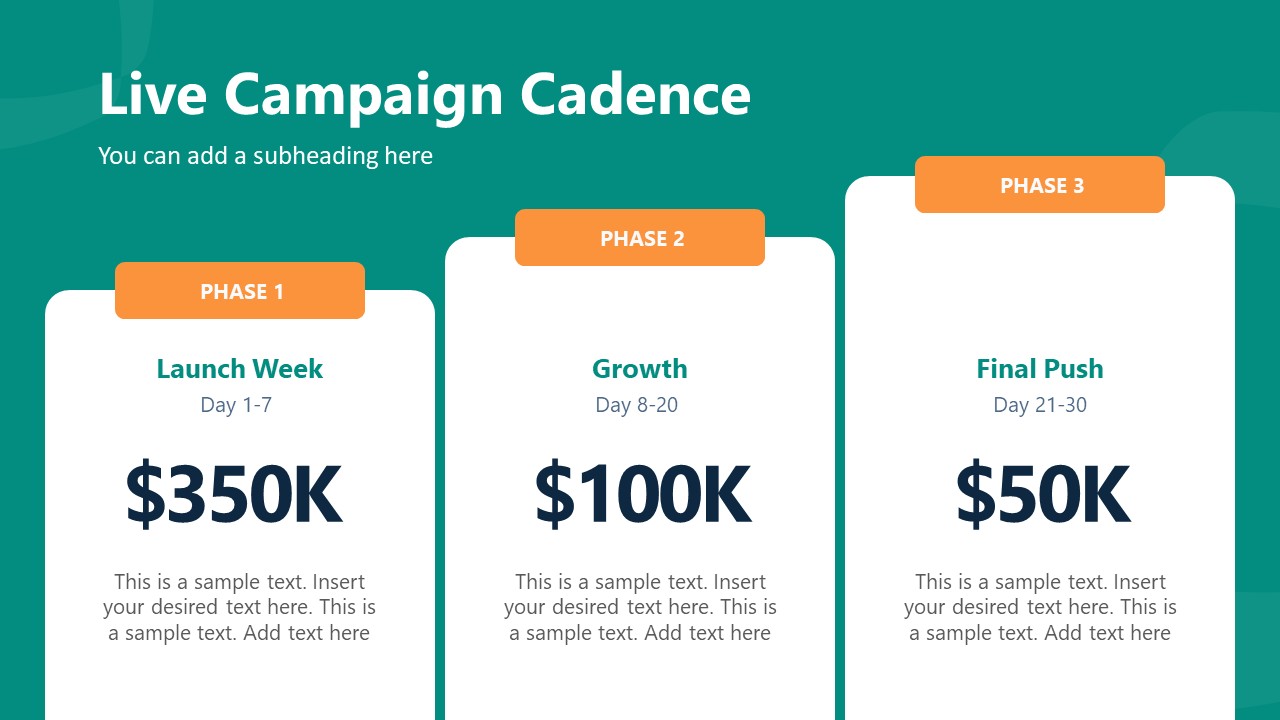 Live Campaign Cadence
You can add a subheading here
PHASE 1
Launch Week
Day 1-7
$350K
This is a sample text. Insert
your desired text here. This is
a sample text. Add text here
PHASE 2
Growth
Day 8-20
$100K
This is a sample text. Insert
your desired text here. This is
a sample text. Add text here
PHASE 3
Final Push
Day 21-30
$50K
This is a sample text. Insert
your desired text here. This is
a sample text. Add text here